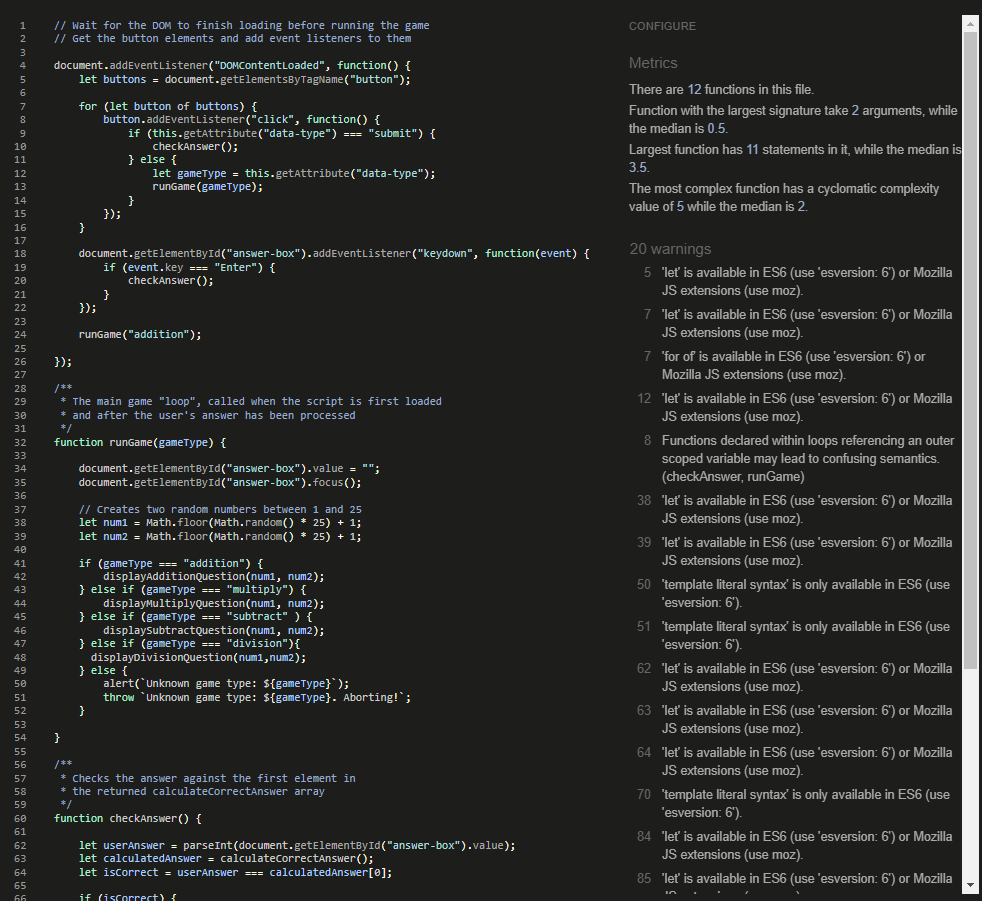 1 // Wait for the DOM to finish loading before running the game
2 // Get the button elements and add event listeners to them
3
4 document.addEventListener("DOMContentLoaded", function() {
5 let buttons = document.getElementsByTagName("button");
6
7 for (let button of buttons) {
8 button.addEventListener("click", function() {
9 if (this.getAttribute("data-type") === "submit") {
10 checkAnswer();
11 } else {
12 let gameType = this.getAttribute("data-type");
13 runGame(gameType);
14 }
15 });
16 }
17
18 document.getElementById("answer-box").addEventListener("keydown", function(event) {
19 if (event.key === "Enter") {
20 checkAnswer();
21 }
22 });
23
24 runGame("addition");
25
26 });
27
28 /**
29 * The main game "loop", called when the script is first loaded
30 * and after the user's answer has been processed
31 */
32 function runGame(gameType) {
33
34 document.getElementById("answer-box").value = "";
35 document.getElementById("answer-box").focus();
36
37 // Creates two random numbers between 1 and 25
38 let num1 = Math.floor(Math.random() * 25) + 1;
39 let num2 = Math.floor(Math.random() * 25) + 1;
40
41 if (gameType === "addition") {
42 displayAdditionQuestion(num1, num2);
43 } else if (gameType === "multiply") {
44 displayMultiplyQuestion(num1, num2);
45 } else if (gameType === "subtract" ) {
46 displaySubtractQuestion(num1, num2);
47 } else if (gameType === "division"){
48 displayDivisionQuestion(num1,num2);
49 } else {
50 alert(`Unknown game type: ${gameType}`);
51 throw `Unknown game type: ${gameType}. Aborting!`;
52 }
53
54 }
55
56 /**
57 * Checks the answer against the first element in
58 * the returned calculateCorrectAnswer array
59 */
60 function checkAnswer() {
61
62 let userAnswer = parseInt(document.getElementById("answer-box").value);
63 let calculatedAnswer = calculateCorrectAnswer();
64 let isCorrect = userAnswer === calculatedAnswer[0];
65
66 if (isCorrect) {
CONFIGURE
Metrics
There are 12 functions in this file.
Function with the largest signature take 2 arguments, while
the median is 0.5.
Largest function has 11 statements in it, while the median is
3.5.
The most complex function has a cyclomatic complexity
value of 5 while the median is 2.
20 warnings
5 'let' is available in ES6 (use 'esversion: 6') or Mozilla
JS extensions (use moz).
7 'let' is available in ES6 (use 'esversion: 6') or Mozilla
JS extensions (use moz).
7 'for of' is available in ES6 (use 'esversion: 6') or
Mozilla JS extensions (use moz).
12 'let' is available in ES6 (use 'esversion: 6') or Mozilla
JS extensions (use moz).
8 Functions declared within loops referencing an outer
scoped variable may lead to confusing semantics.
(checkAnswer, runGame)
38 'let' is available in ES6 (use 'esversion: 6') or Mozilla
JS extensions (use moz).
39 'let' is available in ES6 (use 'esversion: 6') or Mozilla
JS extensions (use moz).
50 'template literal syntax' is only available in ES6 (use
'esversion: 6').
51 'template literal syntax' is only available in ES6 (use
'esversion: 6').
62 'let' is available in ES6 (use 'esversion: 6') or Mozilla
JS extensions (use moz).
63 'let' is available in ES6 (use 'esversion: 6') or Mozilla
JS extensions (use moz).
64 'let' is available in ES6 (use 'esversion: 6') or Mozilla
JS extensions (use moz).
70 'template literal syntax' is only available in ES6 (use
'esversion: 6').
84 'let' is available in ES6 (use 'esversion: 6') or Mozilla
JS extensions (use moz).
85 'let' is available in ES6 (use 'esversion: 6') or Mozilla